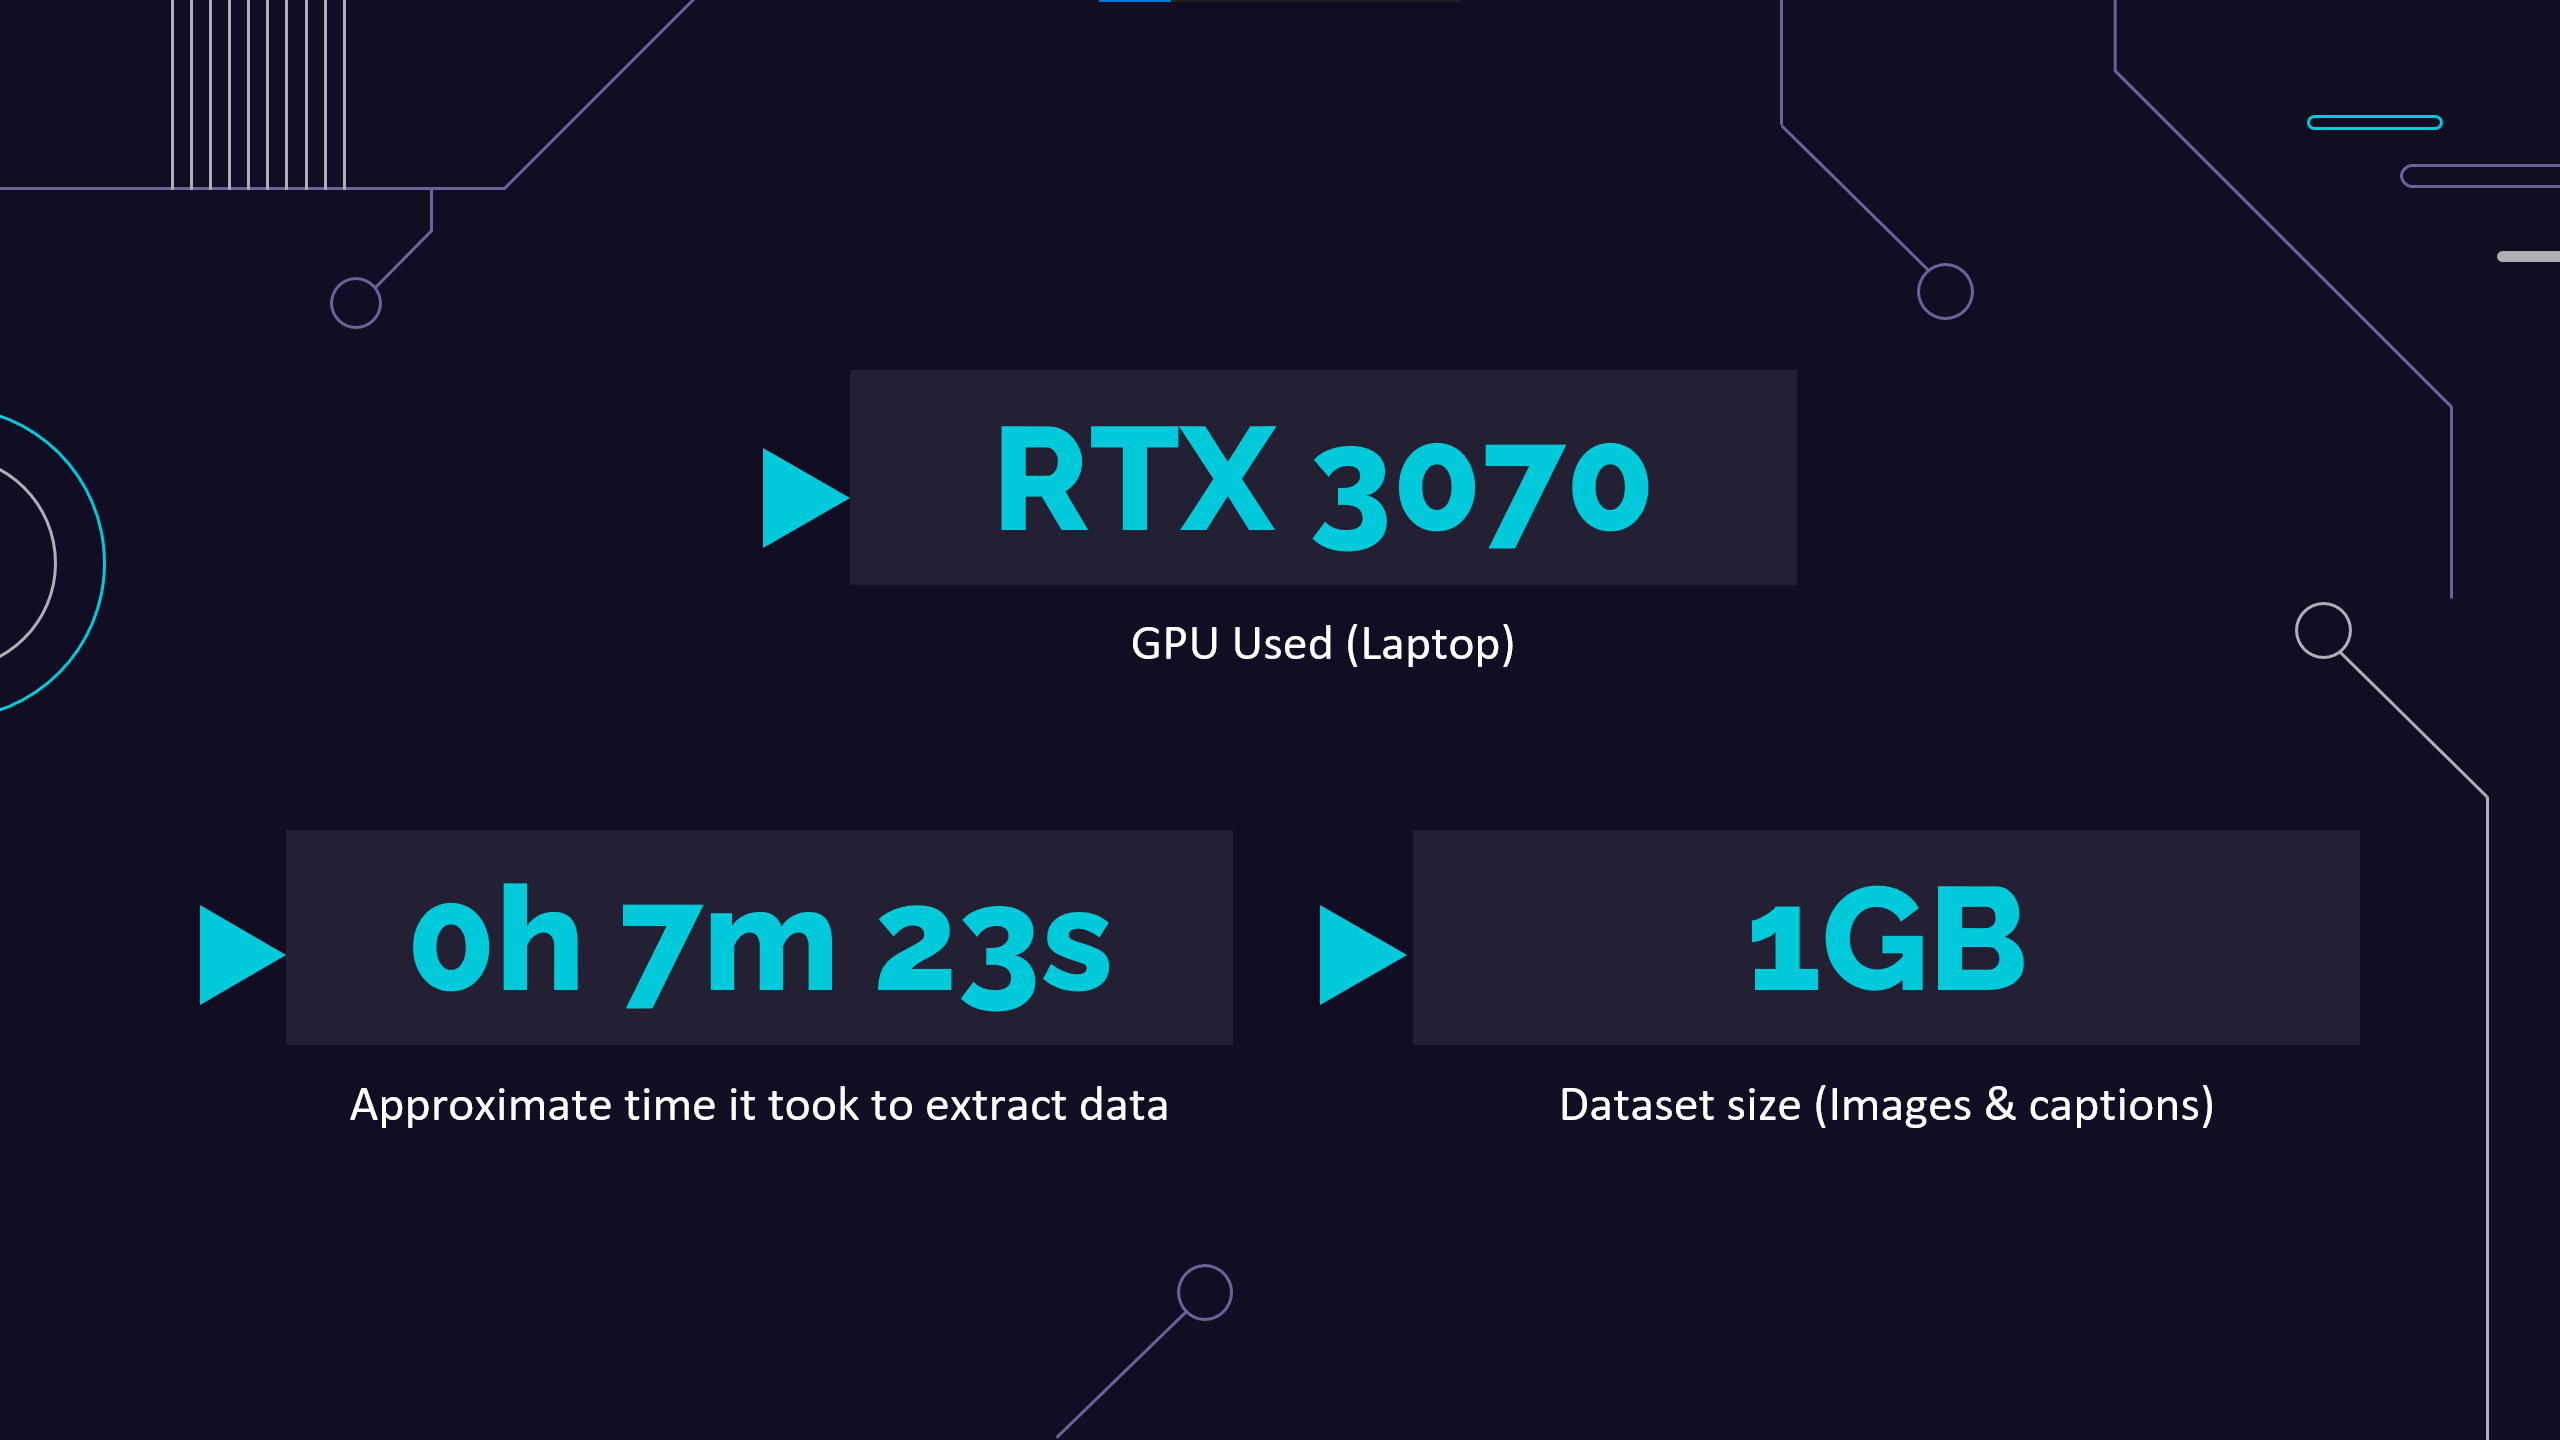 RTX 3070
GPU Used (Laptop)
0h 7m 23s
Approximate time it took to extract data
1GB
Dataset size (Images & captions)